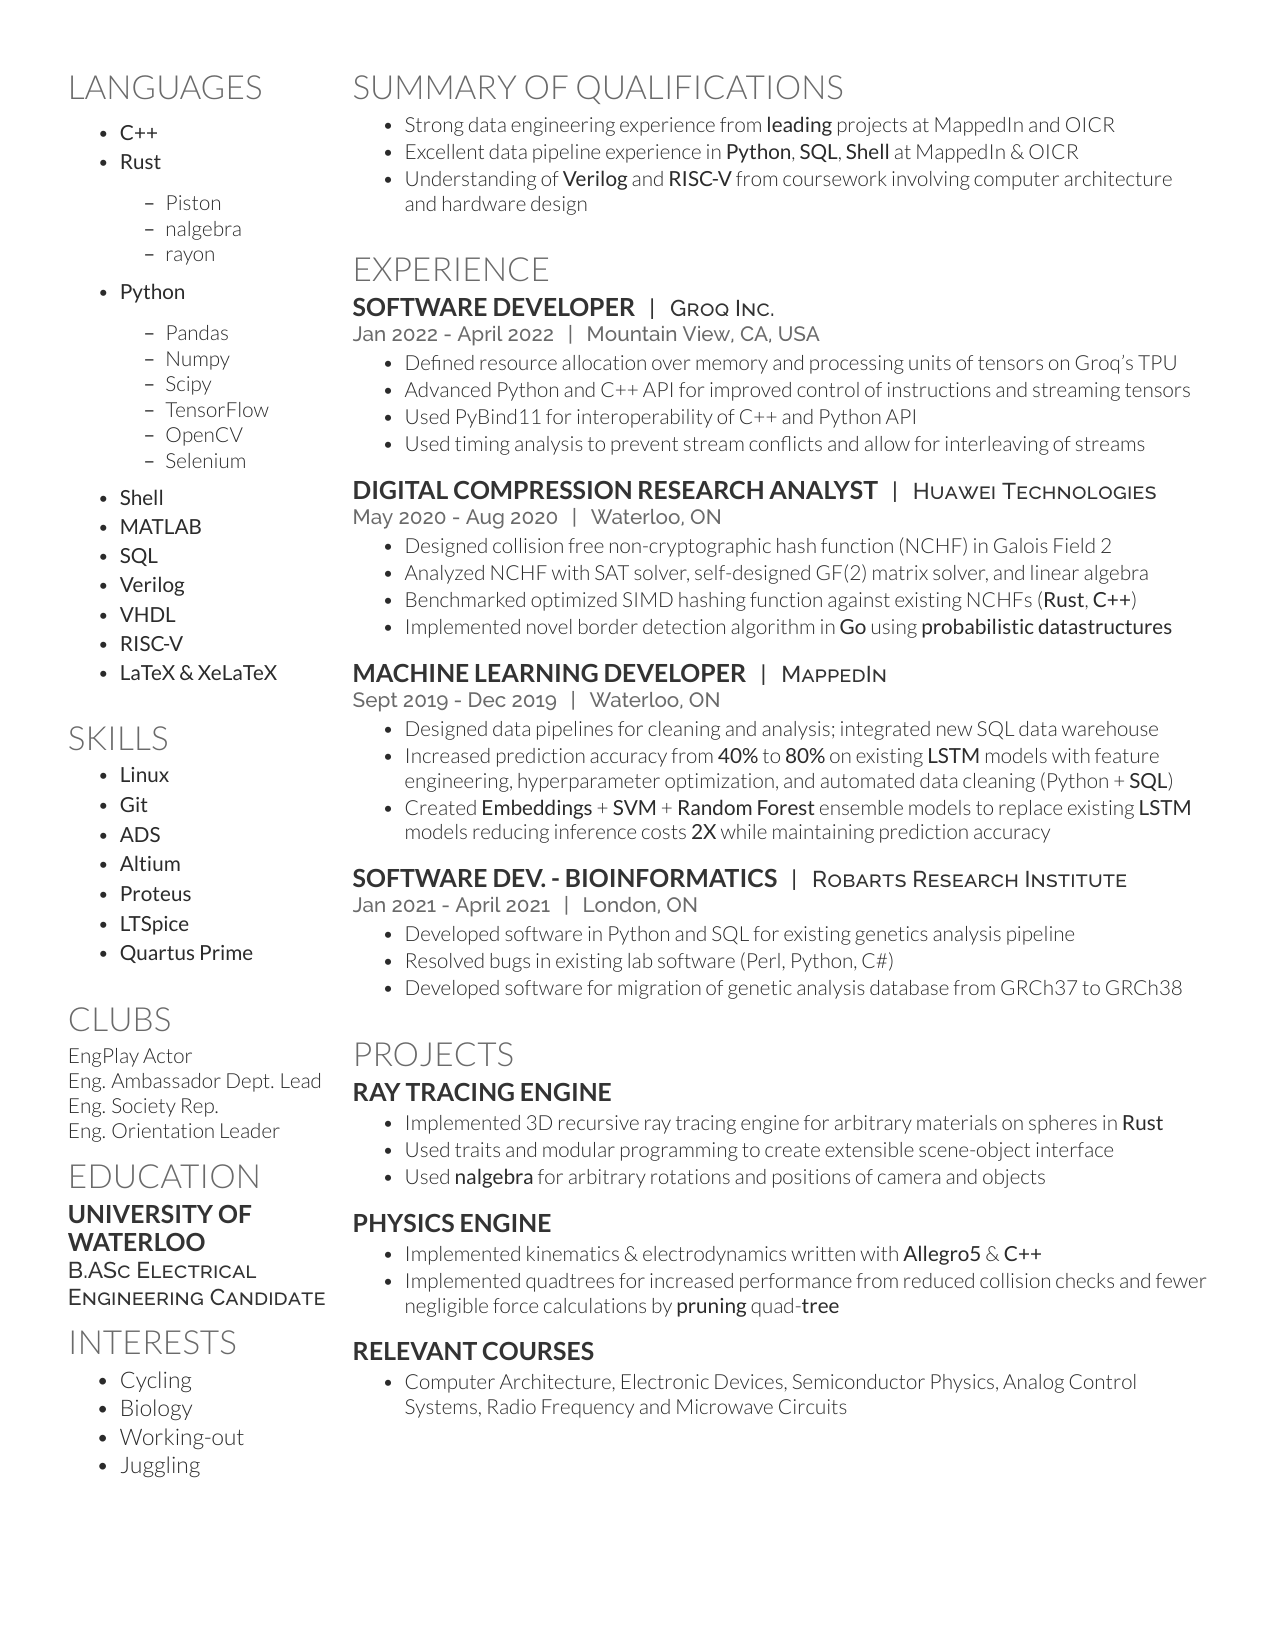 LANGUAGES
• C++
• Rust
– Piston
– nalgebra
– rayon
• Python
– Pandas
– Numpy
– Scipy
– TensorFlow
– OpenCV
– Selenium
• Shell
• MATLAB
• SQL
• Verilog
• VHDL
• RISC-V
• LaTeX & XeLaTeX
SKILLS
• Linux
• Git
• ADS
• Altium
• Proteus
• LTSpice
• Quartus Prime
CLUBS
EngPlay Actor
Eng. Ambassador Dept. Lead
Eng. Society Rep.
Eng. Orientation Leader
EDUCATION
UNIVERSITY OF
WATERLOO
B.ASc Electrical
Engineering Candidate
INTERESTS
• Cycling
• Biology
• Working-out
• Juggling
SUMMARY OF QUALIFICATIONS
• Strong data engineering experience from leading projects at MappedIn and OICR
• Excellent data pipeline experience in Python, SQL, Shell at MappedIn & OICR
• Understanding of Verilog and RISC-V from coursework involving computer architecture
and hardware design
EXPERIENCE
SOFTWARE DEVELOPER | Groq Inc.
Jan 2022 - April 2022 | Mountain View, CA, USA
• Defined resource allocation over memory and processing units of tensors on Groq’s TPU
• Advanced Python and C++ API for improved control of instructions and streaming tensors
• Used PyBind11 for interoperability of C++ and Python API
• Used timing analysis to prevent stream conflicts and allow for interleaving of streams
DIGITAL COMPRESSION RESEARCH ANALYST | Huawei Technologies
May 2020 - Aug 2020 | Waterloo, ON
• Designed collision free non-cryptographic hash function (NCHF) in Galois Field 2
• Analyzed NCHF with SAT solver, self-designed GF(2) matrix solver, and linear algebra
• Benchmarked optimized SIMD hashing function against existing NCHFs (Rust, C++)
• Implemented novel border detection algorithm in Go using probabilistic datastructures
MACHINE LEARNING DEVELOPER | MappedIn
Sept 2019 - Dec 2019 | Waterloo, ON
• Designed data pipelines for cleaning and analysis; integrated new SQL data warehouse
• Increased prediction accuracy from 40% to 80% on existing LSTM models with feature
engineering, hyperparameter optimization, and automated data cleaning (Python + SQL)
• Created Embeddings + SVM + Random Forest ensemble models to replace existing LSTM
models reducing inference costs 2X while maintaining prediction accuracy
SOFTWARE DEV. - BIOINFORMATICS | Robarts Research Institute
Jan 2021 - April 2021 | London, ON
• Developed software in Python and SQL for existing genetics analysis pipeline
• Resolved bugs in existing lab software (Perl, Python, C#)
• Developed software for migration of genetic analysis database from GRCh37 to GRCh38
PROJECTS
RAY TRACING ENGINE
• Implemented 3D recursive ray tracing engine for arbitrary materials on spheres in Rust
• Used traits and modular programming to create extensible scene-object interface
• Used nalgebra for arbitrary rotations and positions of camera and objects
PHYSICS ENGINE
• Implemented kinematics & electrodynamics written with Allegro5 & C++
• Implemented quadtrees for increased performance from reduced collision checks and fewer
negligible force calculations by pruning quad-tree
RELEVANT COURSES
• Computer Architecture, Electronic Devices, Semiconductor Physics, Analog Control
Systems, Radio Frequency and Microwave Circuits